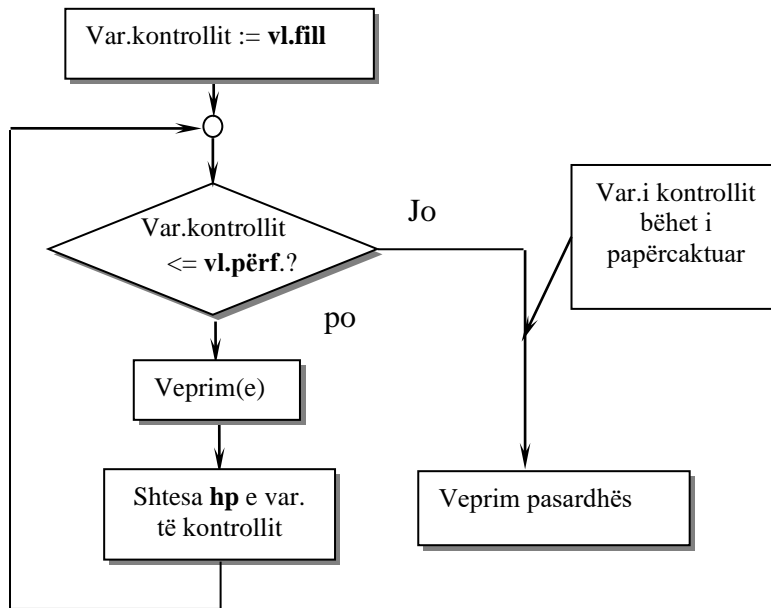 Var.kontrollit := vl.fill
Var.kontrollit
<= vl.përf.?
Jo
Var.i kontrollit
bëhet i
papërcaktuar
po
Veprim(e)
Shtesa hp e var.
të kontrollit
Veprim pasardhës